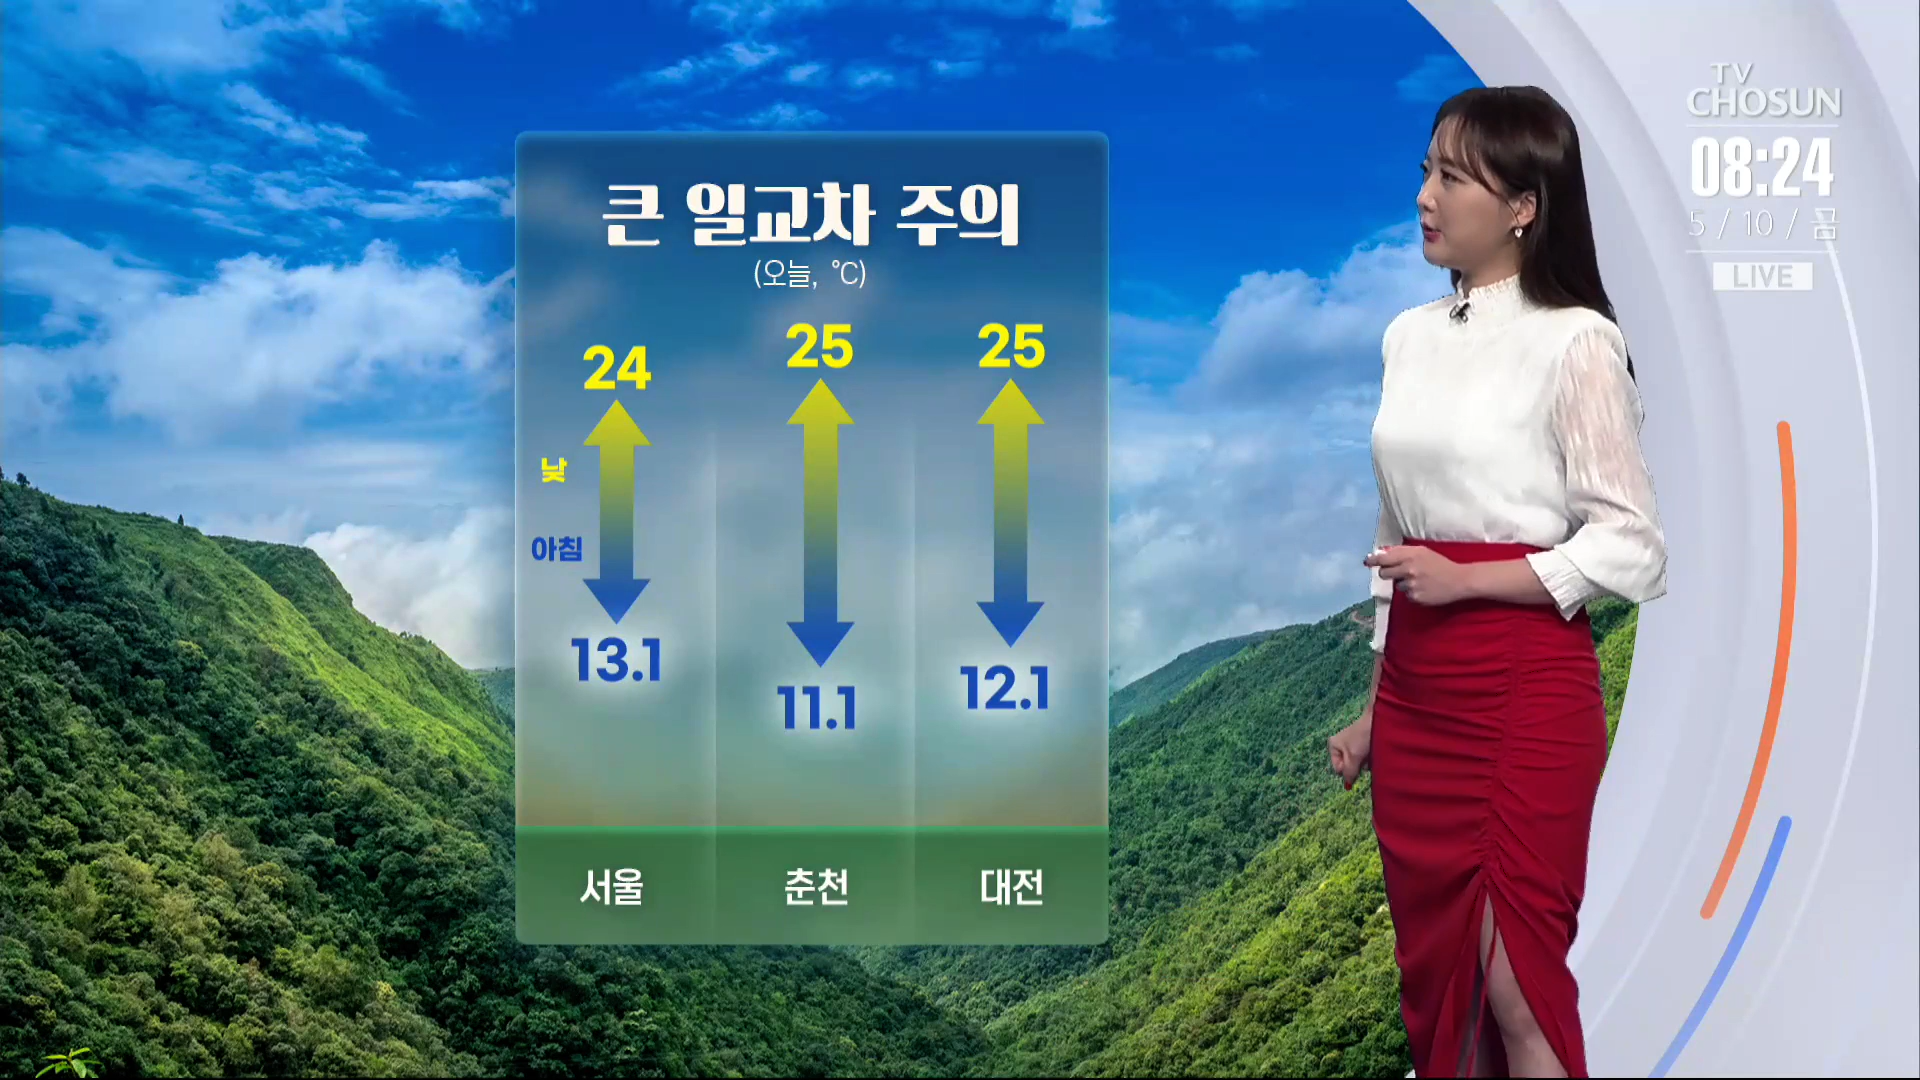 큰 일교차 주의
(오늘, °C)
24
25
25
낮
아침
13.1
11.1
12.1
서울
춘천
대전
TV
CHOSUN
08:24
5 / 10 / 금
LIVE